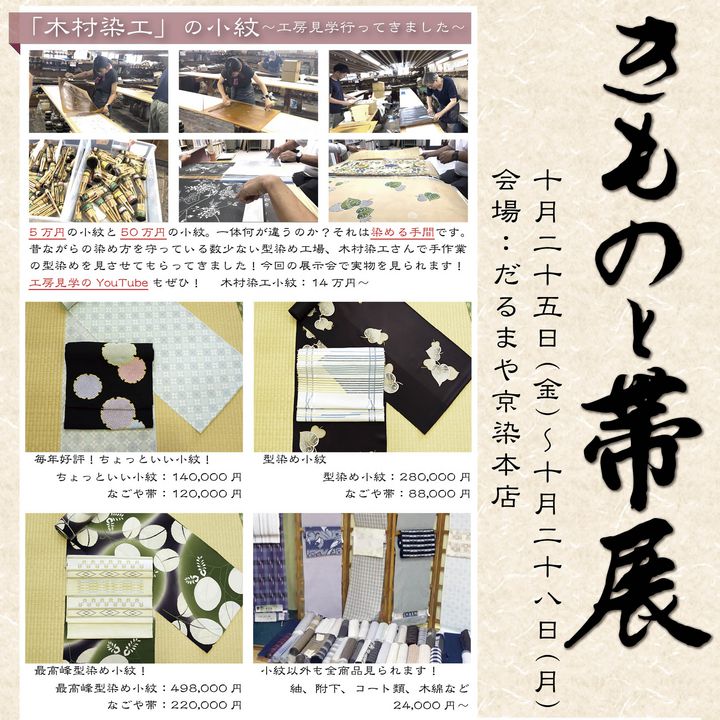 きものと帯展
十月二十五日（金）～十月二十八日（月）
会場：だるまや京染本店
「木村染工」の小紋～工房見学行ってきました～
5万円の小紋と50万円の小紋。一体何が違うのか？それは染める手間です。
昔ながらの染め方を守っている数少ない型染め工場、木村染工さんで手作業
の型染めを見させてもらってきました！今回の展示会で実物を見られます！
工房見学のYouTubeもぜひ！　木村染工小紋：14万円～
毎年好評！ちょっといい小紋！
ちょっといい小紋：140,000円
なごや帯：120,000円
型染め小紋
型染め小紋：280,000円
なごや帯：88,000円
最高峰型染め小紋！
最高峰型染め小紋：498,000円
なごや帯：220,000円
小紋以外も全商品見られます！
紬、附下、コート類、木綿など
24,000円～